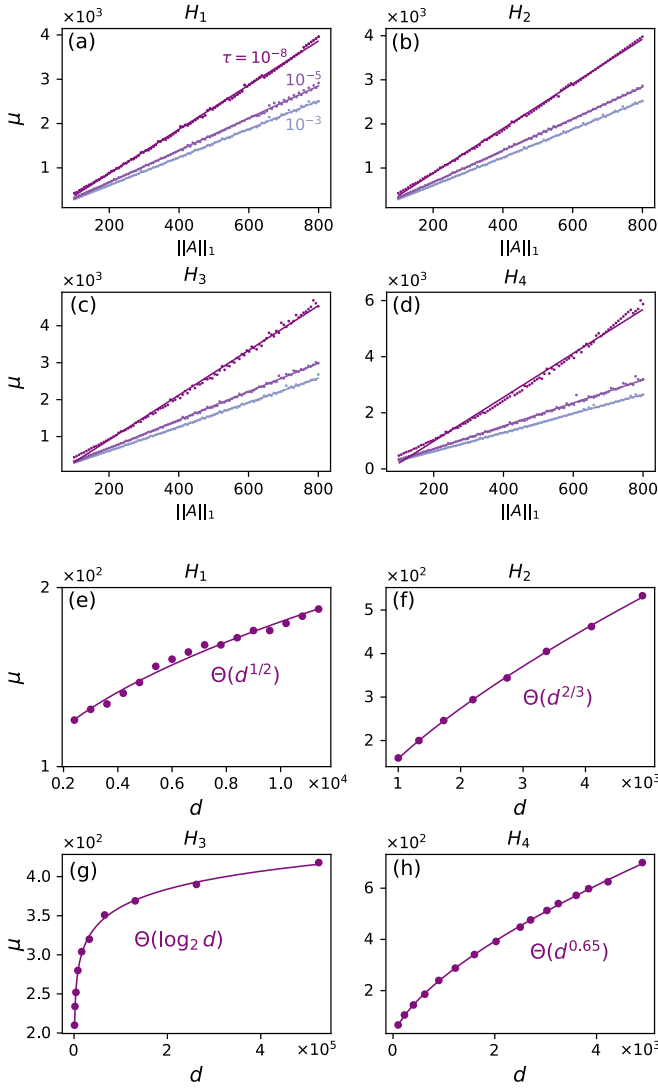 H₁
H₂
×10³
×10³
(a)
(b)
τ = 10⁻⁸
10⁻⁵
10⁻³
μ
4
3
2
1
4
3
2
1
200
400
600
800
200
400
600
800
||A||₁
||A||₁
H₃
H₄
×10³
×10³
(c)
(d)
μ
4
3
2
1
6
4
2
0
200
400
600
800
200
400
600
800
||A||₁
||A||₁
H₁
H₂
×10²
×10²
(e)
(f)
μ
2
1
5
4
3
2
Θ(d^{1/2})
Θ(d^{2/3})
0.2
0.4
0.6
0.8
1.0
×10⁴
1
2
3
4
×10³
d
d
H₃
H₄
×10²
×10²
(g)
(h)
μ
4.0
3.5
3.0
2.5
2.0
6
4
2
Θ(log₂ d)
Θ(d^{0.65})
0
2
4
×10⁵
0
1
2
3
4
×10³
d
d